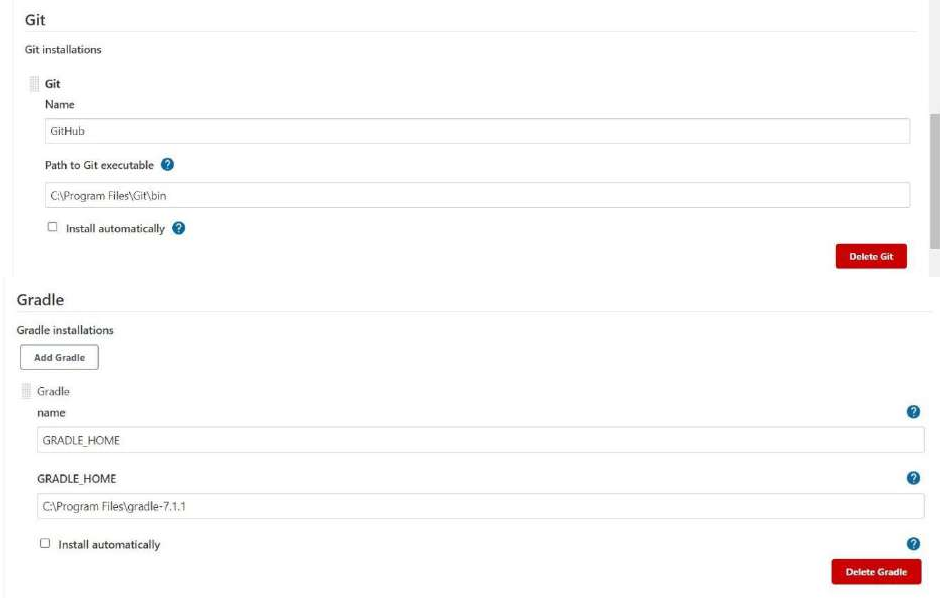 Git
Git installations
Git
Name
GitHub
Path to Git executable ?
C:\Program Files\Git\bin
Install automatically ?
Delete Git
Gradle
Gradle installations
Add Gradle
Gradle
name ?
GRADLE_HOME
GRADLE_HOME ?
C:\Program Files\gradle-7.1.1
Install automatically ?
Delete Gradle